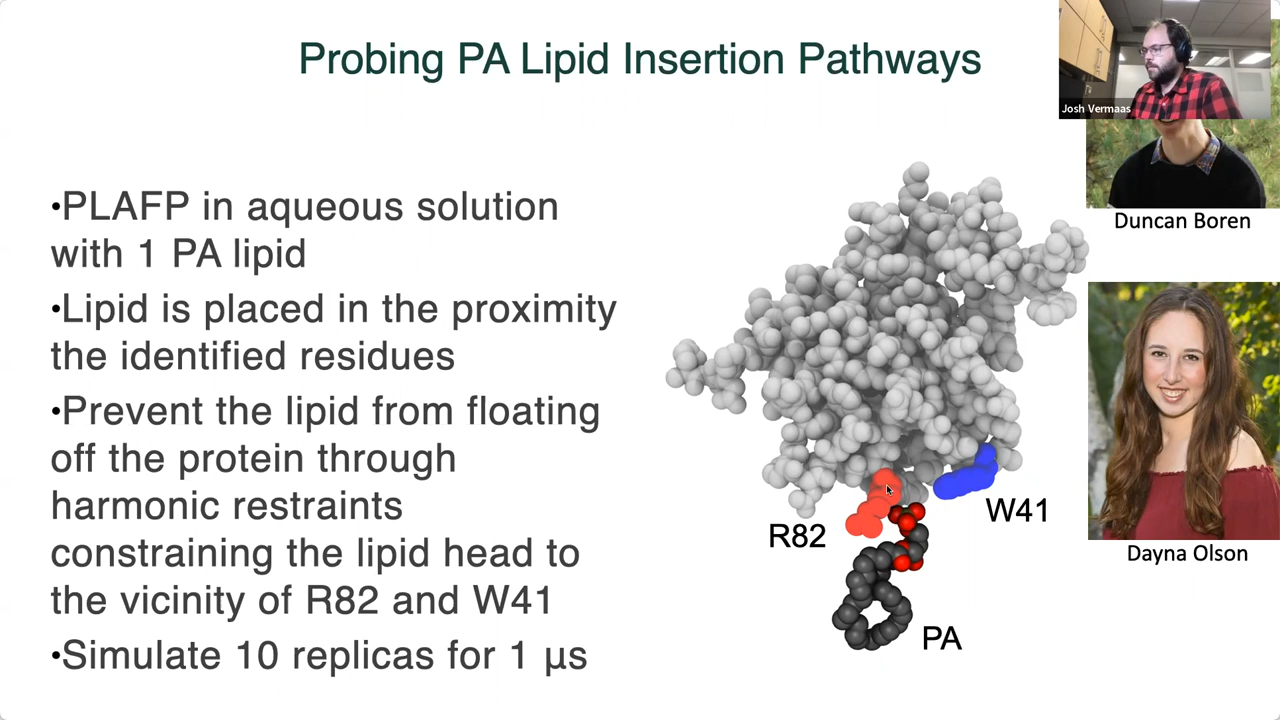 Probing PA Lipid Insertion Pathways
Josh Vermaas
Duncan Boren
•PLAFP in aqueous solution
with 1 PA lipid
•Lipid is placed in the proximity
the identified residues
•Prevent the lipid from floating
off the protein through
harmonic restraints
constraining the lipid head to
the vicinity of R82 and W41
•Simulate 10 replicas for 1 μs
R82
W41
PA
Dayna Olson